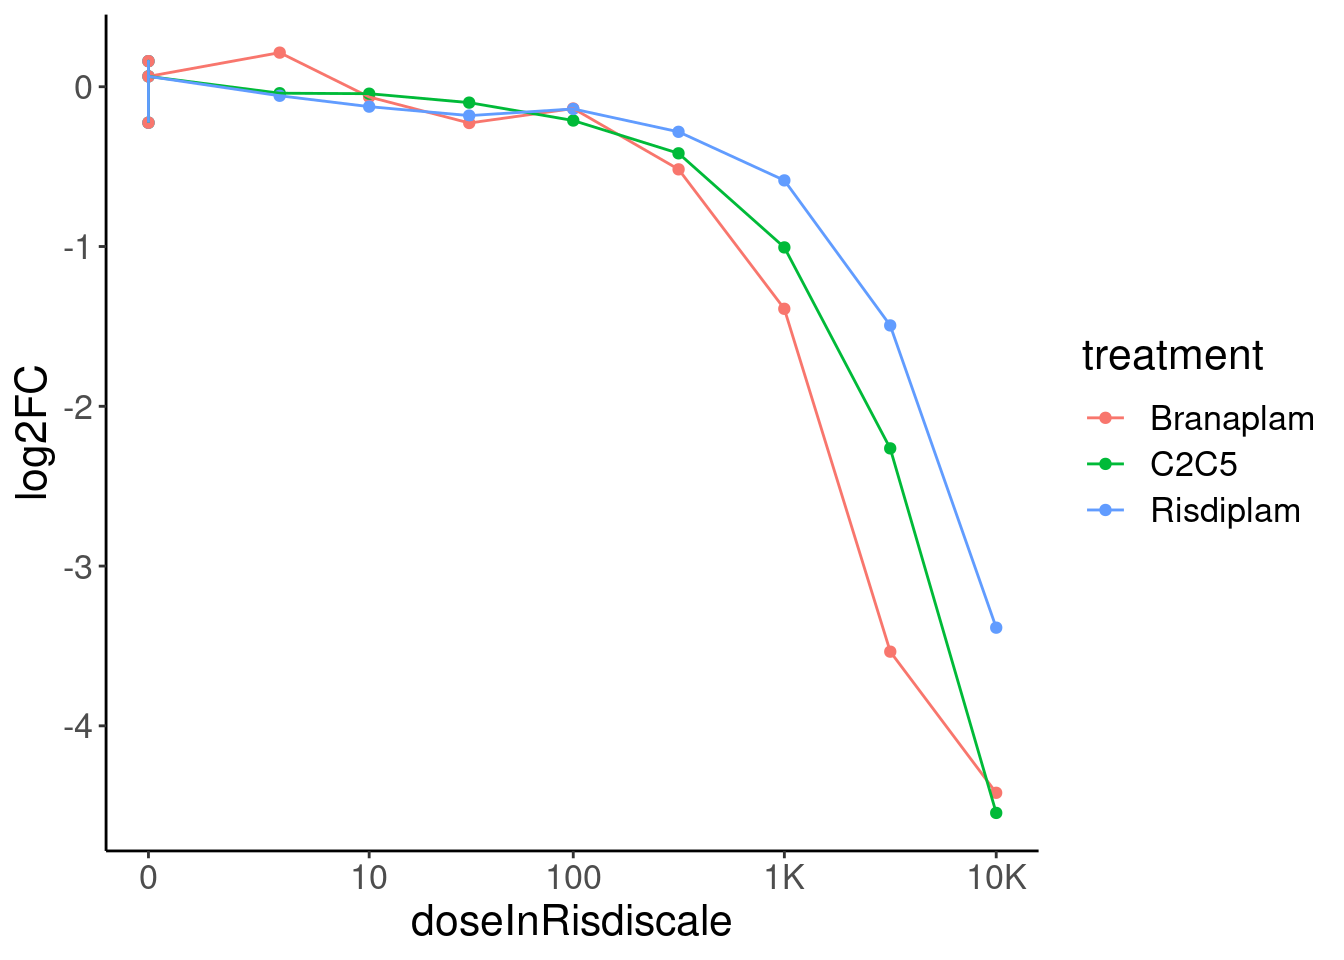 0
-1
-2
-3
-4
log2FC
0 10 100 1K 10K
doseInRisdiscale
treatment
Branaplam
C2C5
Risdiplam